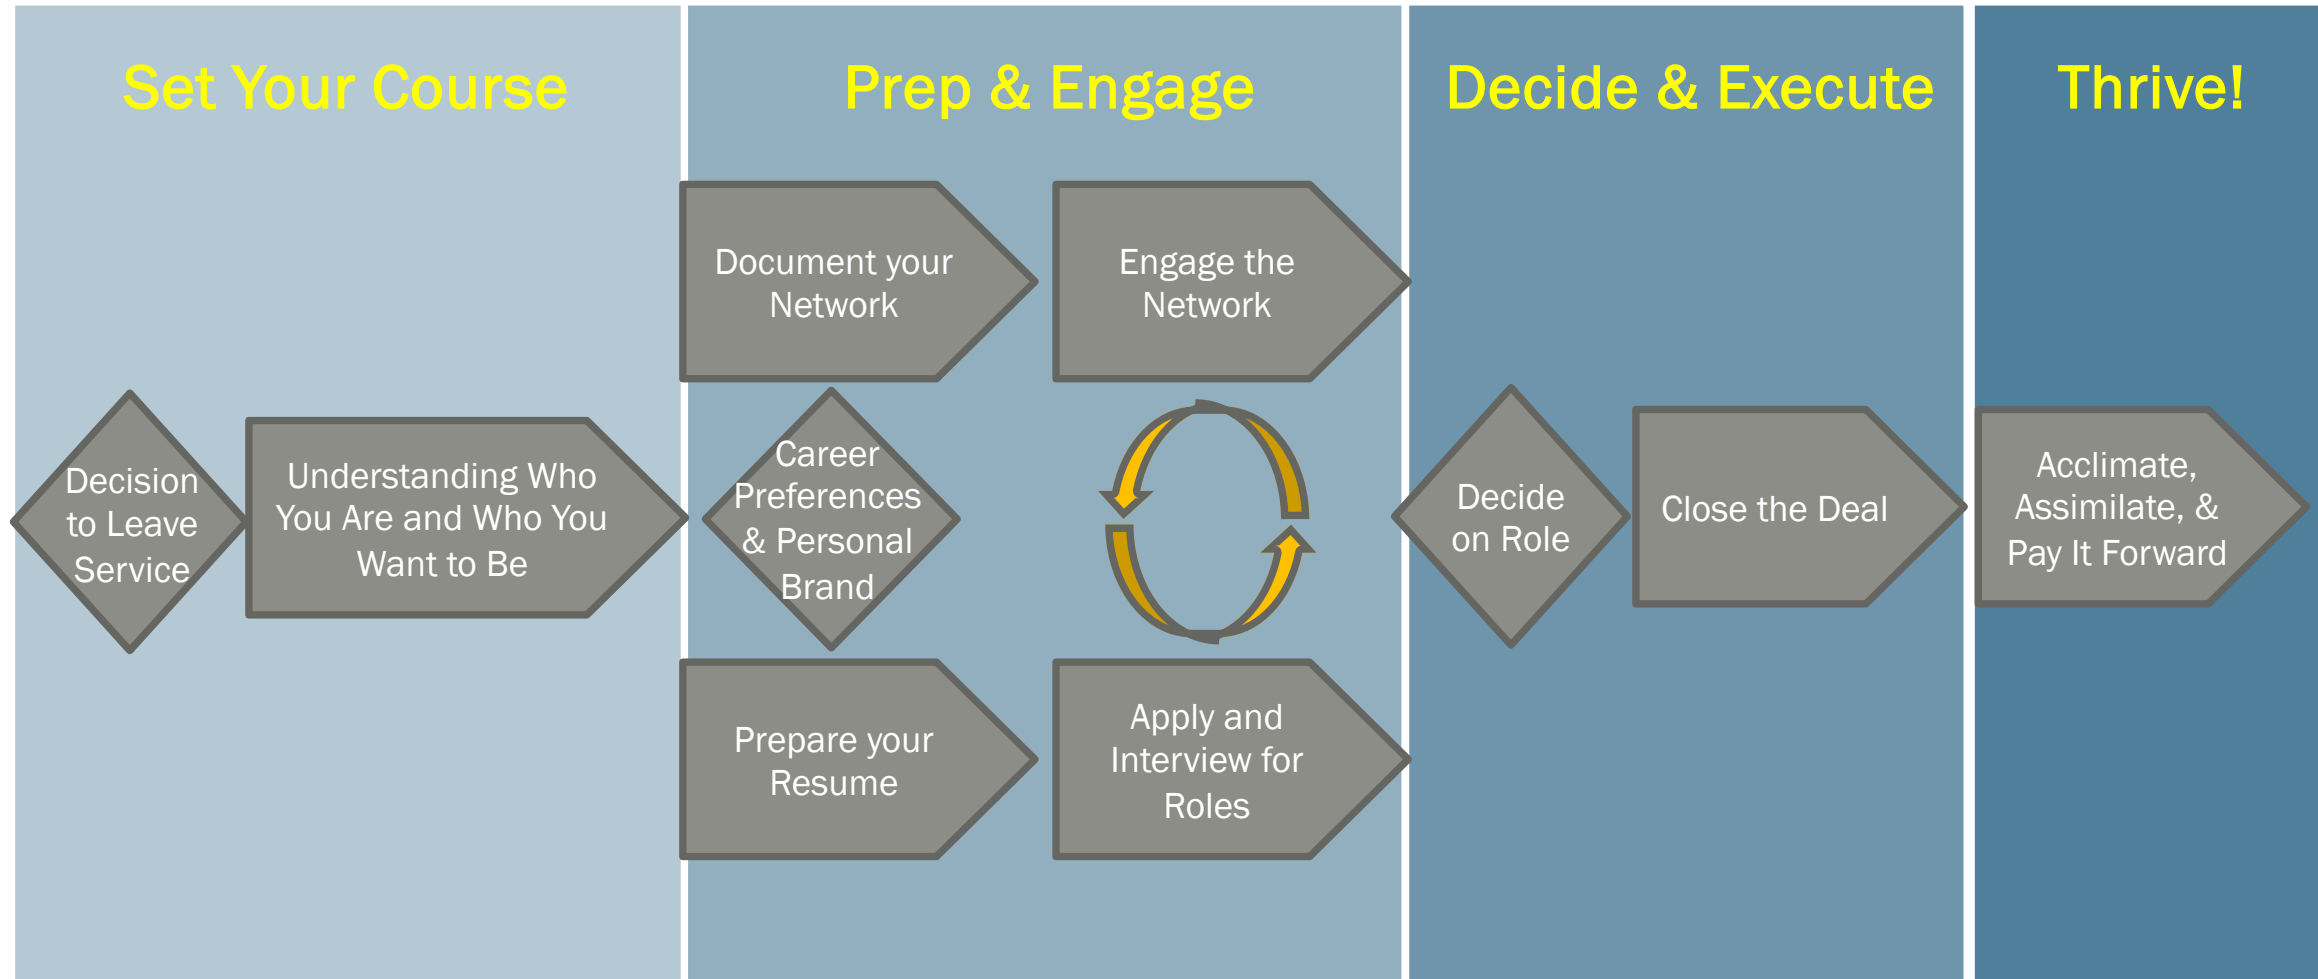 Set Your Course
Prep & Engage
Decide & Execute
Thrive!
Document your
Network
Engage the
Network
Decision
to Leave
Service
Understanding Who
You Are and Who You
Want to Be
Career
Preferences
& Personal
Brand
Decide
on Role
Close the Deal
Acclimate,
Assimilate, &
Pay It Forward
Prepare your
Resume
Apply and
Interview for
Roles